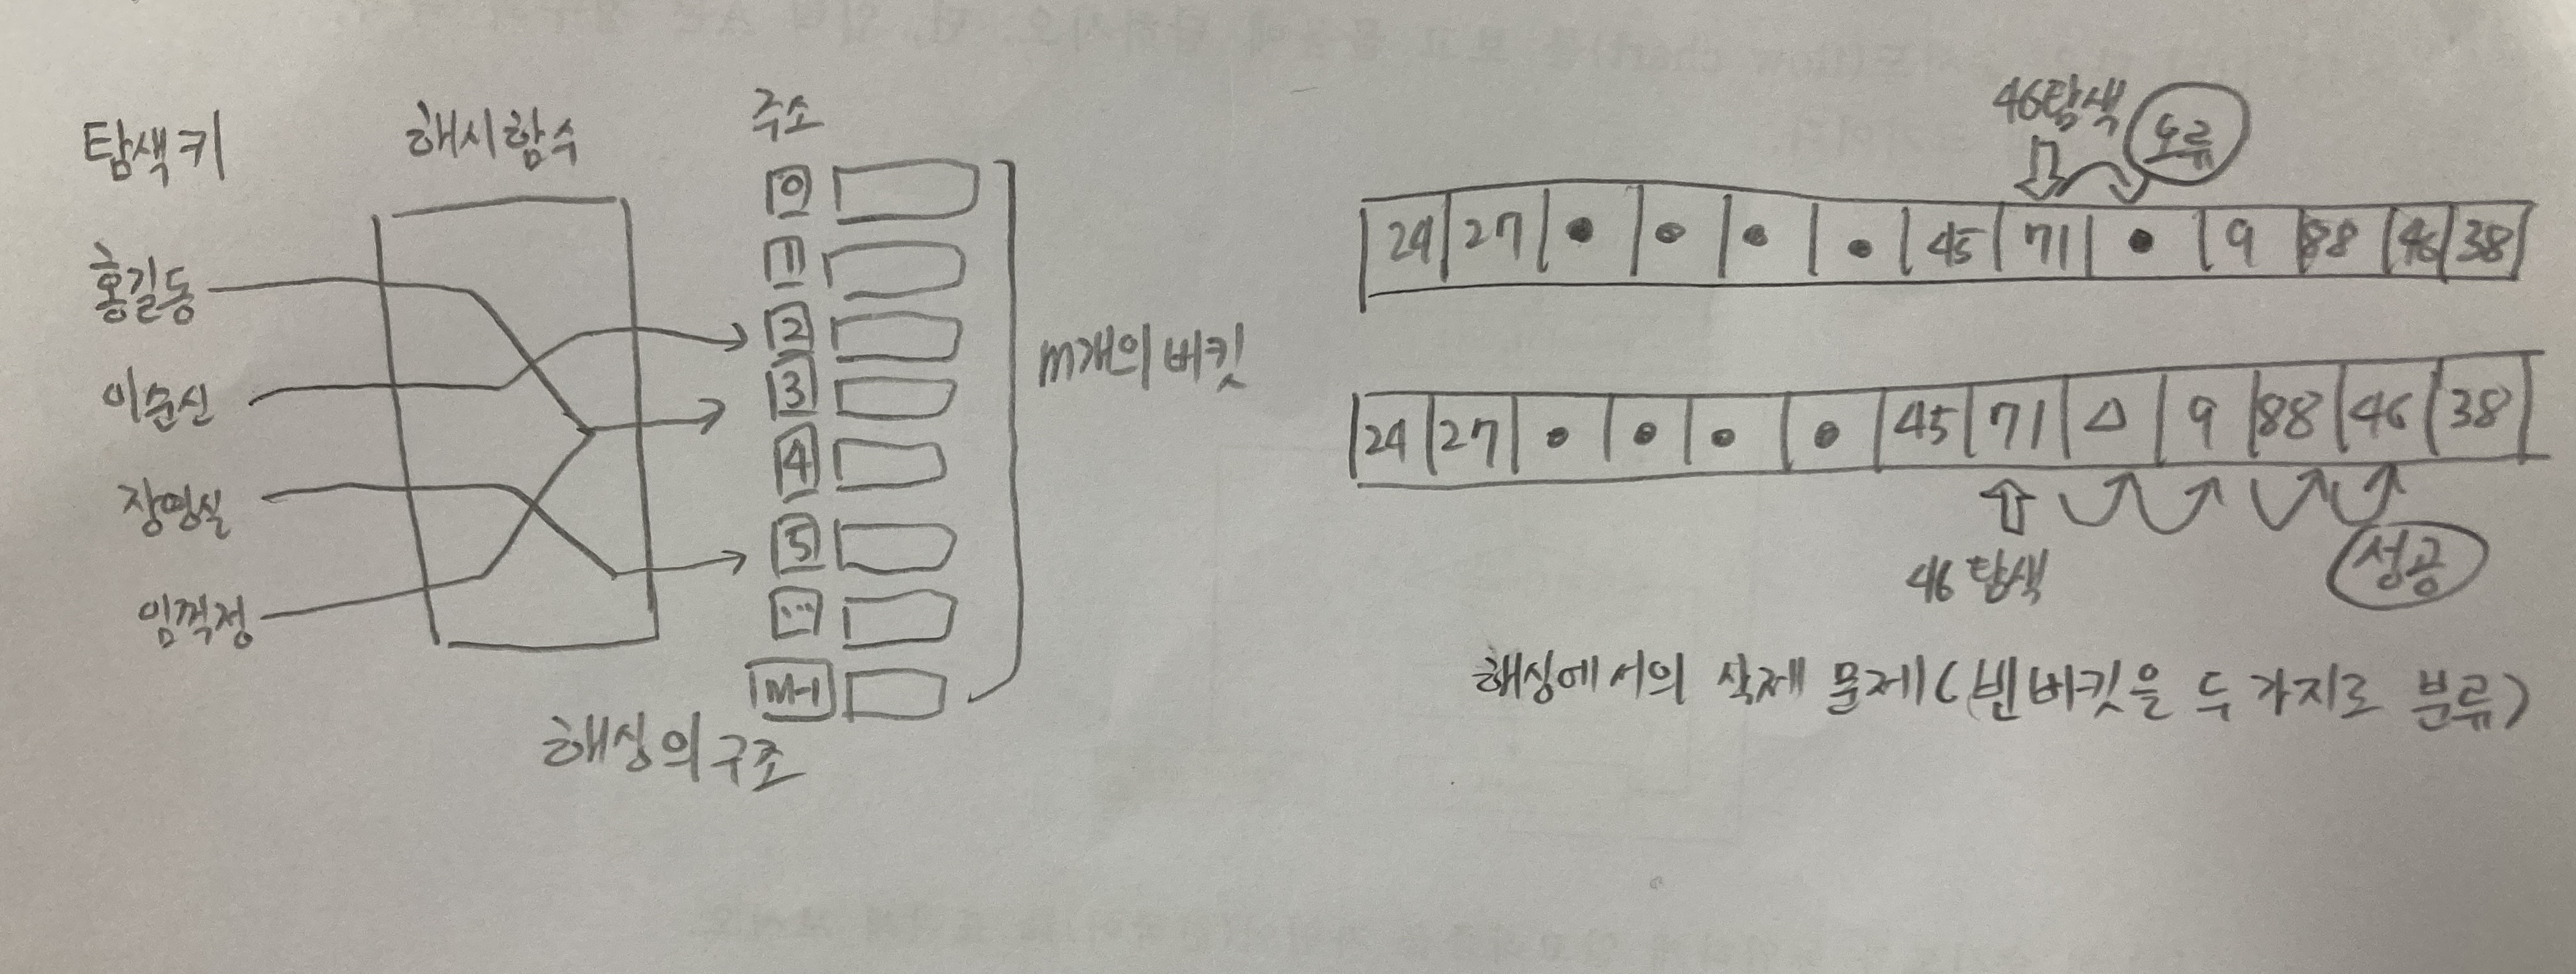 탐색키
해시함수
주소
홍길동
이순신
장영실
임꺽정
0
1
2
3
4
5
...
M-1
m개의 버킷
해싱의 구조
46탐색
오류
24 27 • • • • 45 71 • 9 88 46 38
24 27 • • • • 45 71 △ 9 88 46 38
46 탐색
성공
해싱에서의 삭제 문제(빈버킷을 두 가지로 분류)